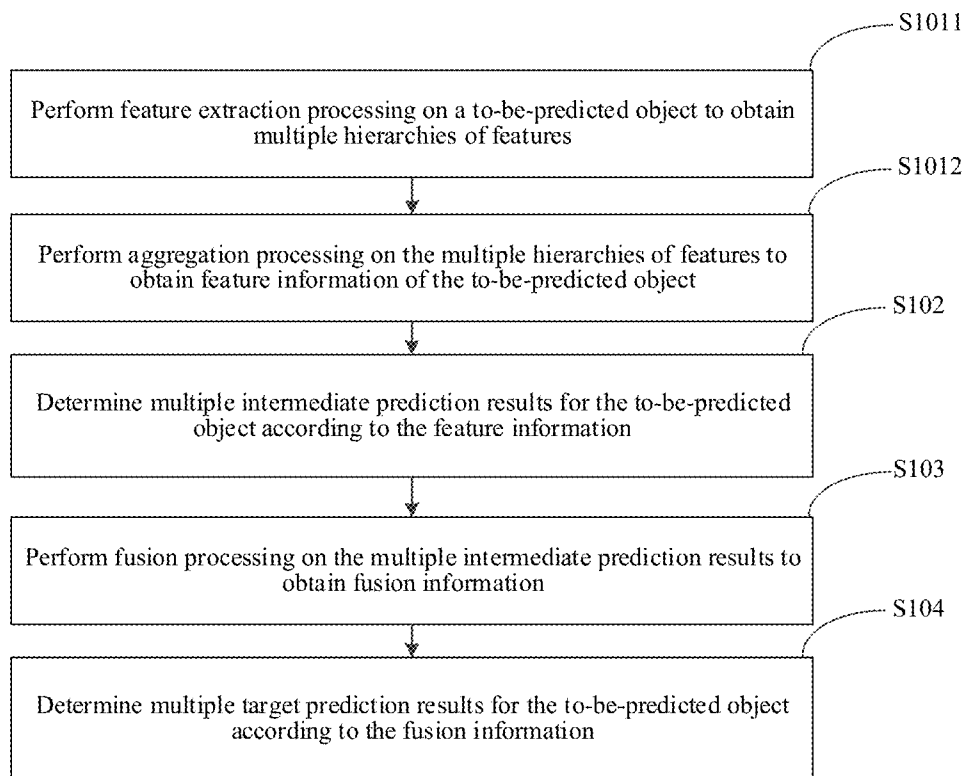 S1011
Perform feature extraction processing on a to-be-predicted object to obtain
multiple hierarchies of features
S1012
Perform aggregation processing on the multiple hierarchies of features to
obtain feature information of the to-be-predicted object
S102
Determine multiple intermediate prediction results for the to-be-predicted
object according to the feature information
S103
Perform fusion processing on the multiple intermediate prediction results to
obtain fusion information
S104
Determine multiple target prediction results for the to-be-predicted object
according to the fusion information